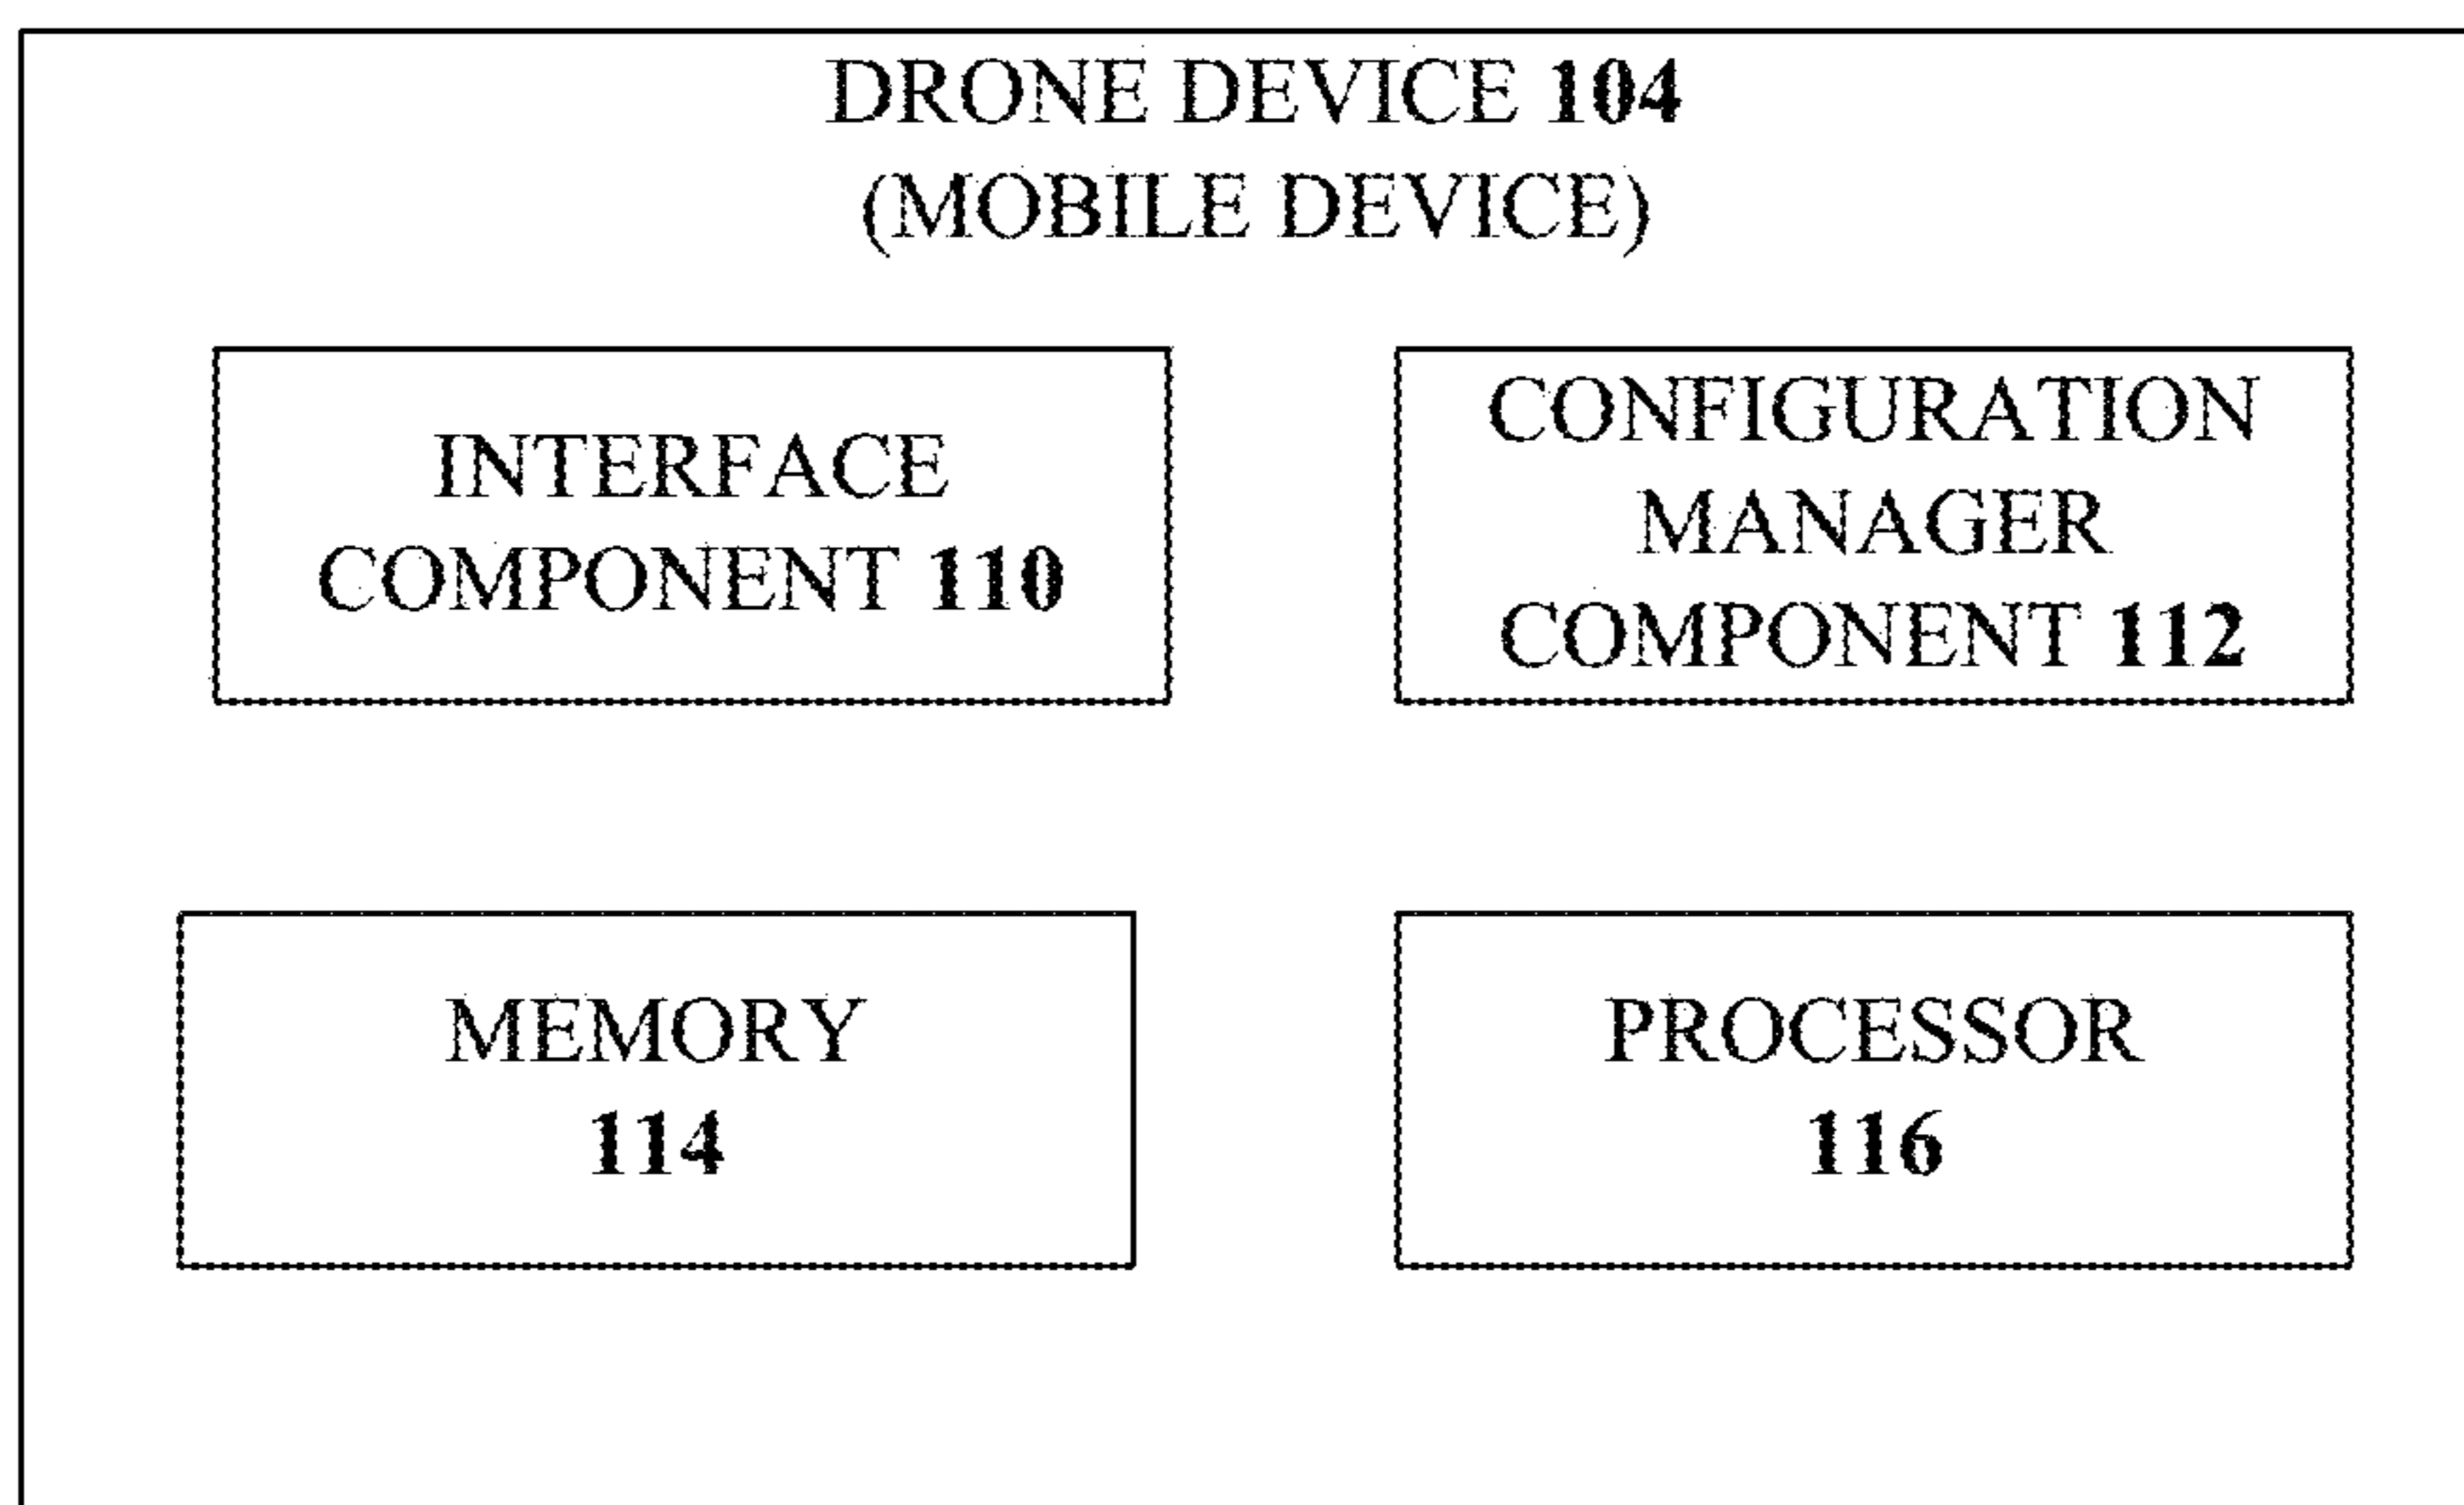 DRONE DEVICE 104
(MOBILE DEVICE)
INTERFACE
COMPONENT 110
CONFIGURATION
MANAGER
COMPONENT 112
MEMORY
114
PROCESSOR
116